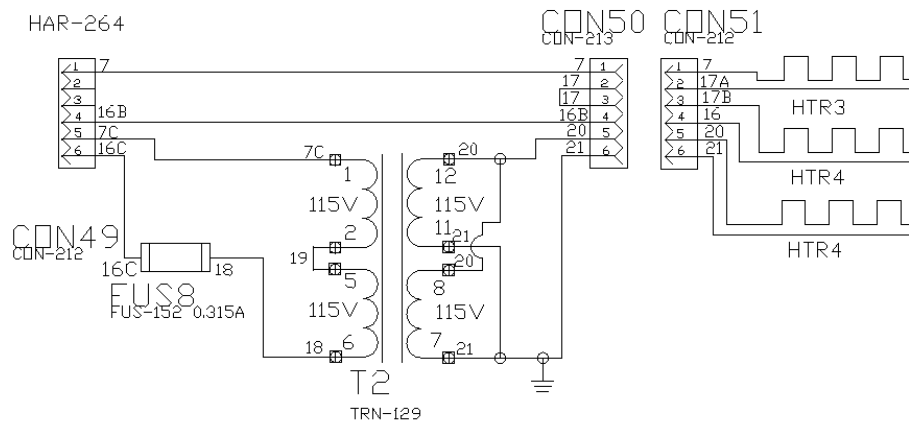 HAR-264
CON50
CON-213
CON51
CON-212
1 7
2
3
4 16B
5 7C
6 16C
7 1
17 2
17 3
16B 4
20 5
21 6
1 7
2 17A
3 17B
4 16
5 20
6 21
HTR3
HTR4
HTR4
7C
1
115V
2
19
5
115V
18 6
20
12
115V
11 21
20
8
115V
7 21
CON49
CON-212
16C 18
FUS8
FUS-152 0.315A
T2
TRN-129